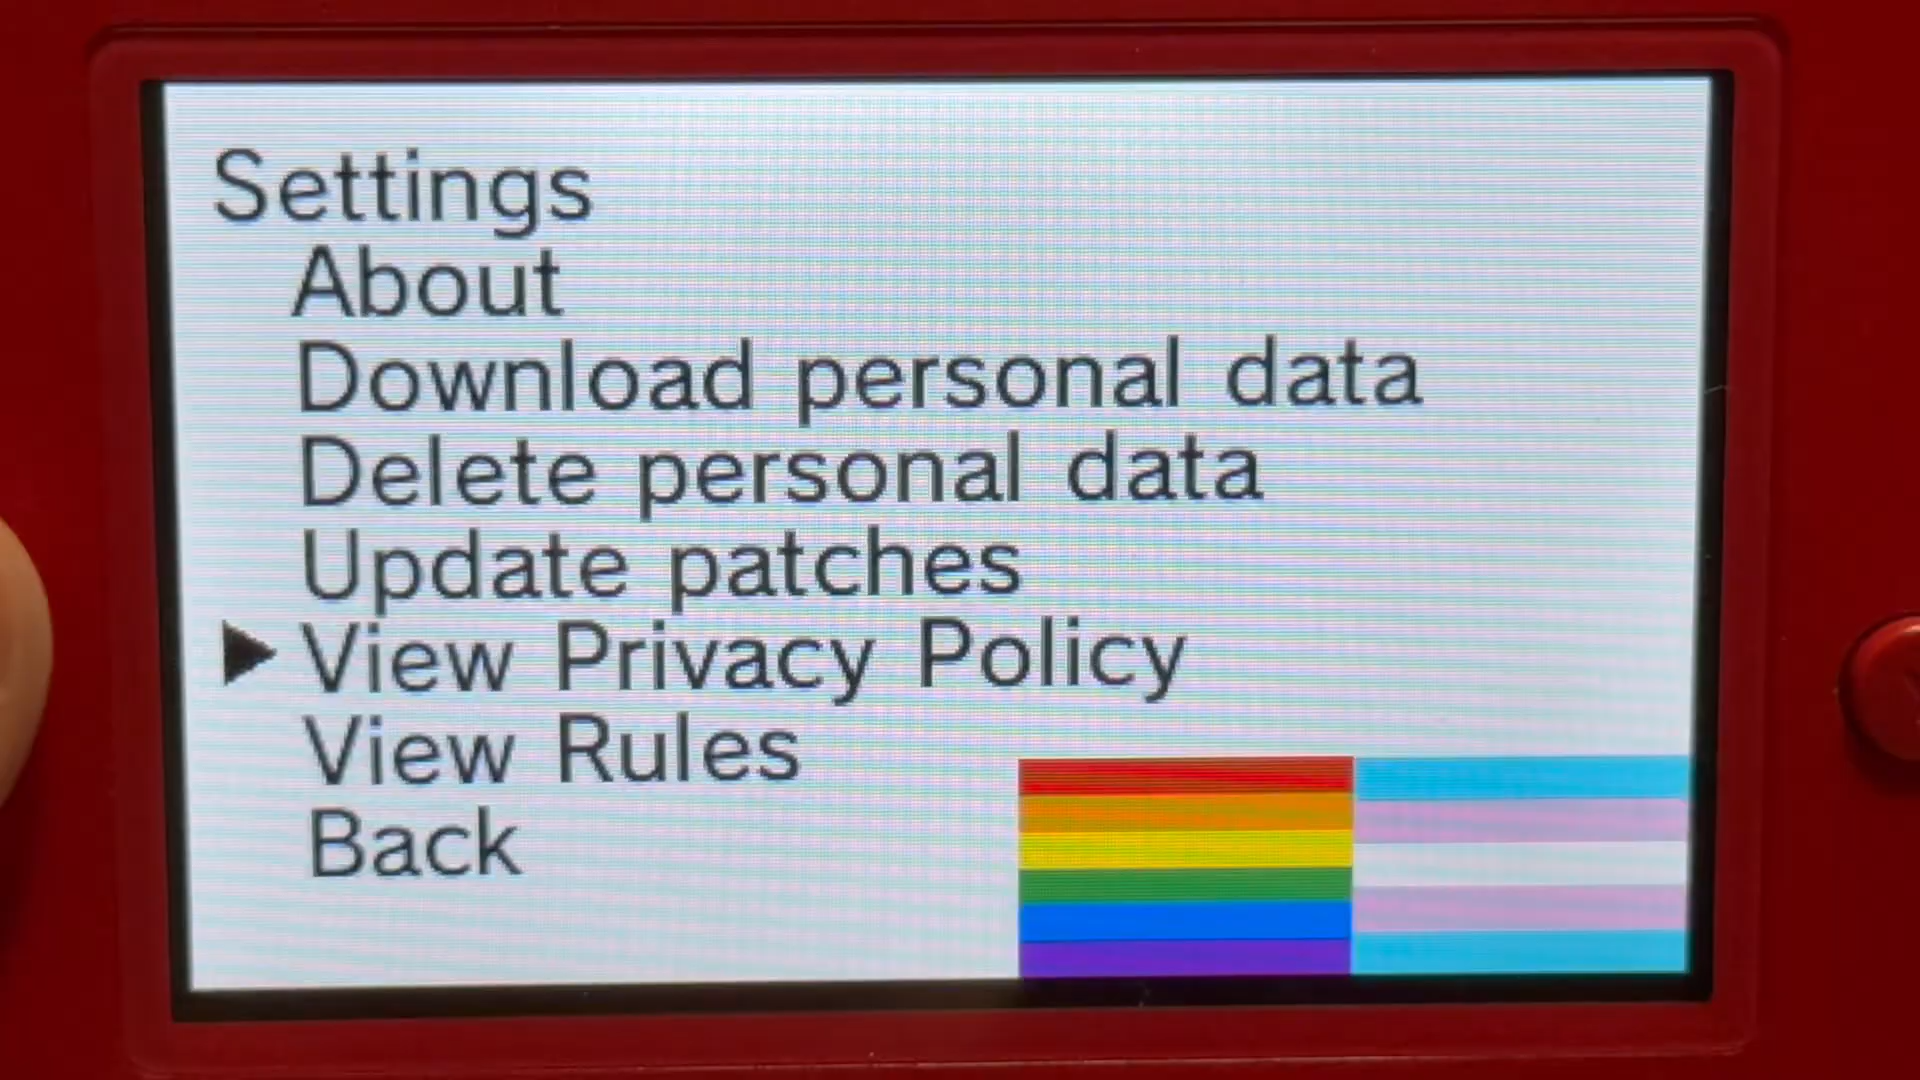 Settings
About
Download personal data
Delete personal data
Update patches
View Privacy Policy
View Rules
Back